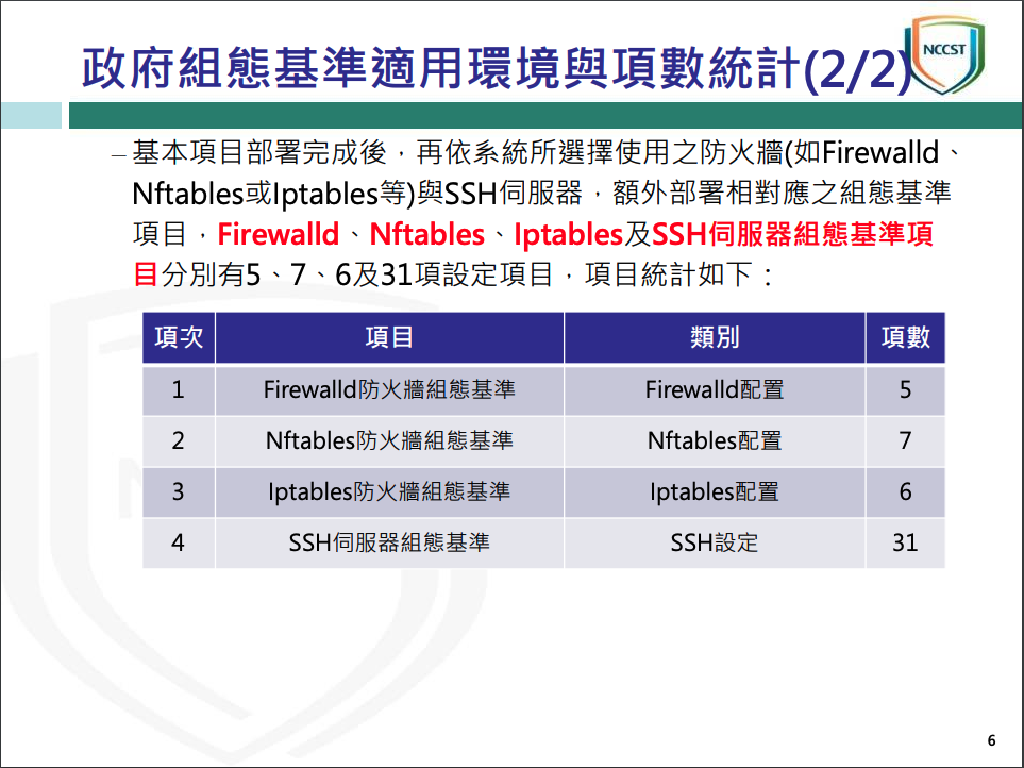 政府組態基準適用環境與項數統計(2/2)
NCCST
–基本項目部署完成後，再依系統所選擇使用之防火牆(如Firewalld、
Nftables或Iptables等)與SSH伺服器，額外部署相對應之組態基準
項目，Firewalld、Nftables、Iptables及SSH伺服器組態基準項
目分別有5、7、6及31項設定項目，項目統計如下：
項次 項目 類別 項數
1 Firewalld防火牆組態基準 Firewalld配置 5
2 Nftables防火牆組態基準 Nftables配置 7
3 Iptables防火牆組態基準 Iptables配置 6
4 SSH伺服器組態基準 SSH設定 31
6